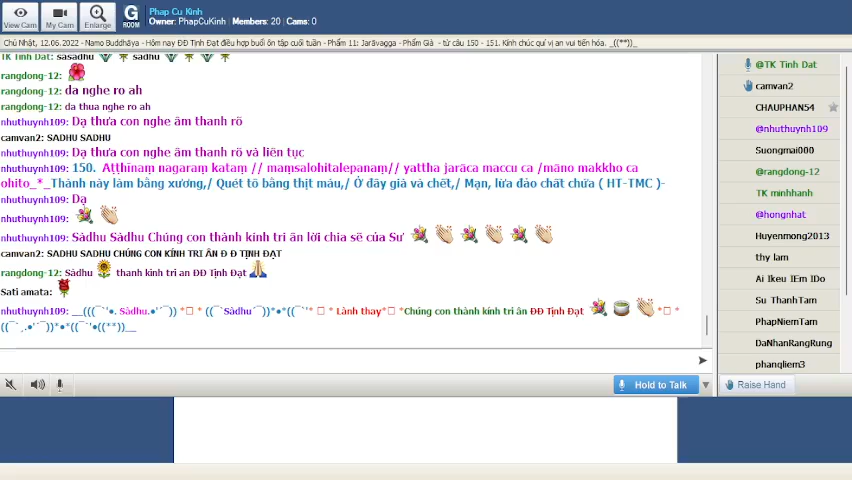 Phap Cu Kinh
Owner: PhapCuKinh | Members: 20 | Cams: 0
View Cam
My Cam
Enlarge
G
ROOM
Chủ Nhật, 12.06.2022 - Namo Buddhāya - Hôm nay ĐĐ Tịnh Đạt điều hợp buổi ôn tập cuối tuần - Phẩm 11: Jarāvagga - Phẩm Già - từ câu 150 - 151. Kính chúc quí vị an vui tiến hóa. _((**))_
TK Tinh Dat: sasadhu sadhu
rangdong-12:
rangdong-12: da nghe ro ah
rangdong-12: da thua nghe ro ah
nhuthuynh109: Dạ thưa con nghe âm thanh rõ
camvan2: SADHU SADHU
nhuthuynh109: Dạ thưa con nghe âm thanh rõ và liên tục
nhuthuynh109: 150. Aṭṭhīnaṃ nagaraṃ kataṃ // maṃsalohitalepanaṃ// yattha jarāca maccu ca /māno makkho ca
ohito_*_Thành này làm bằng xương,/ Quét tô bằng thịt máu,/ Ở đây già và chết,/ Mạn, lừa đảo chất chứa ( HT-TMC )-
nhuthuynh109: Dạ
nhuthuynh109:
nhuthuynh109: Sàdhu Sàdhu Chúng con thành kính tri ân lời chia sẻ của Sư
camvan2: SADHU SADHU CHÚNG CON KÍNH TRI ÂN Đ Đ TỊNH ĐẠT
rangdong-12: Sádhu thanh kính tri an ĐĐ Tịnh Đạt
Sati amata:
nhuthuynh109: __(((¯`'•. Sàdhu.•'´¯)) *
 * ((¯`Sàdhu´¯))*•*((¯`'* * Lành thay* *Chúng con thành kính tri ân ĐĐ Tịnh Đạt * *
((¯`¸.•'´¯))*•*((¯`'•((**))__
Hold to Talk
@TK Tinh Dat
camvan2
CHAUPHAN54
@nhuthuynh109
Suongmai000
@rangdong-12
TK minhhanh
@hongnhat
Huyenmong2013
thy lam
Ai Ikeu IEm IDo
Su ThanhTam
PhapNiemTam
DaNhanRangRung
phanqliem3
Raise Hand